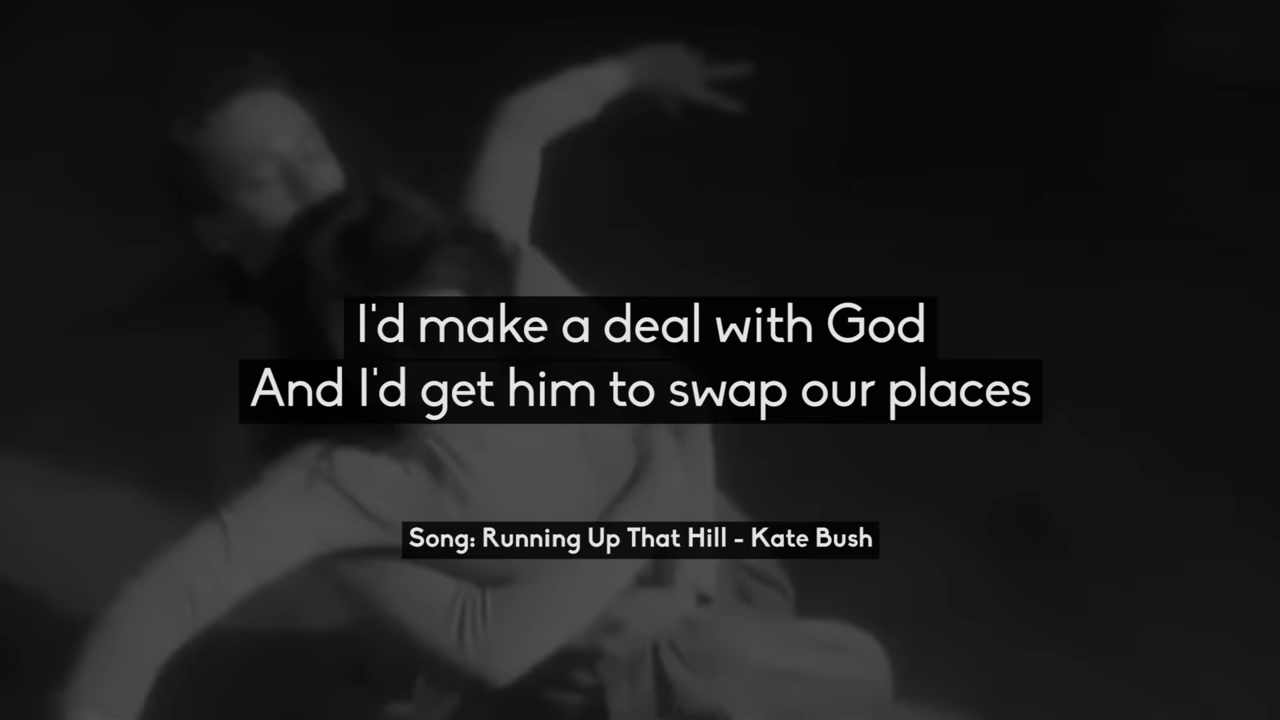 I'd make a deal with God
And I'd get him to swap our places
Song: Running Up That Hill - Kate Bush